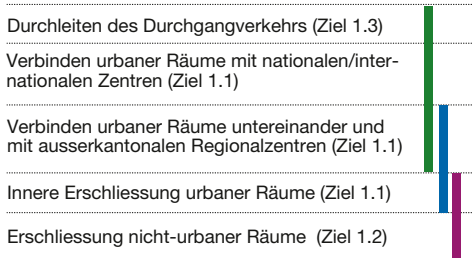 Durchleiten des Durchgangverkehrs (Ziel 1.3)
Verbinden urbaner Räume mit nationalen/inter-
nationalen Zentren (Ziel 1.1)
Verbinden urbaner Räume untereinander und
mit ausserkantonalen Regionalzentren (Ziel 1.1)
Innere Erschliessung urbaner Räume (Ziel 1.1)
Erschliessung nicht-urbaner Räume  (Ziel 1.2)